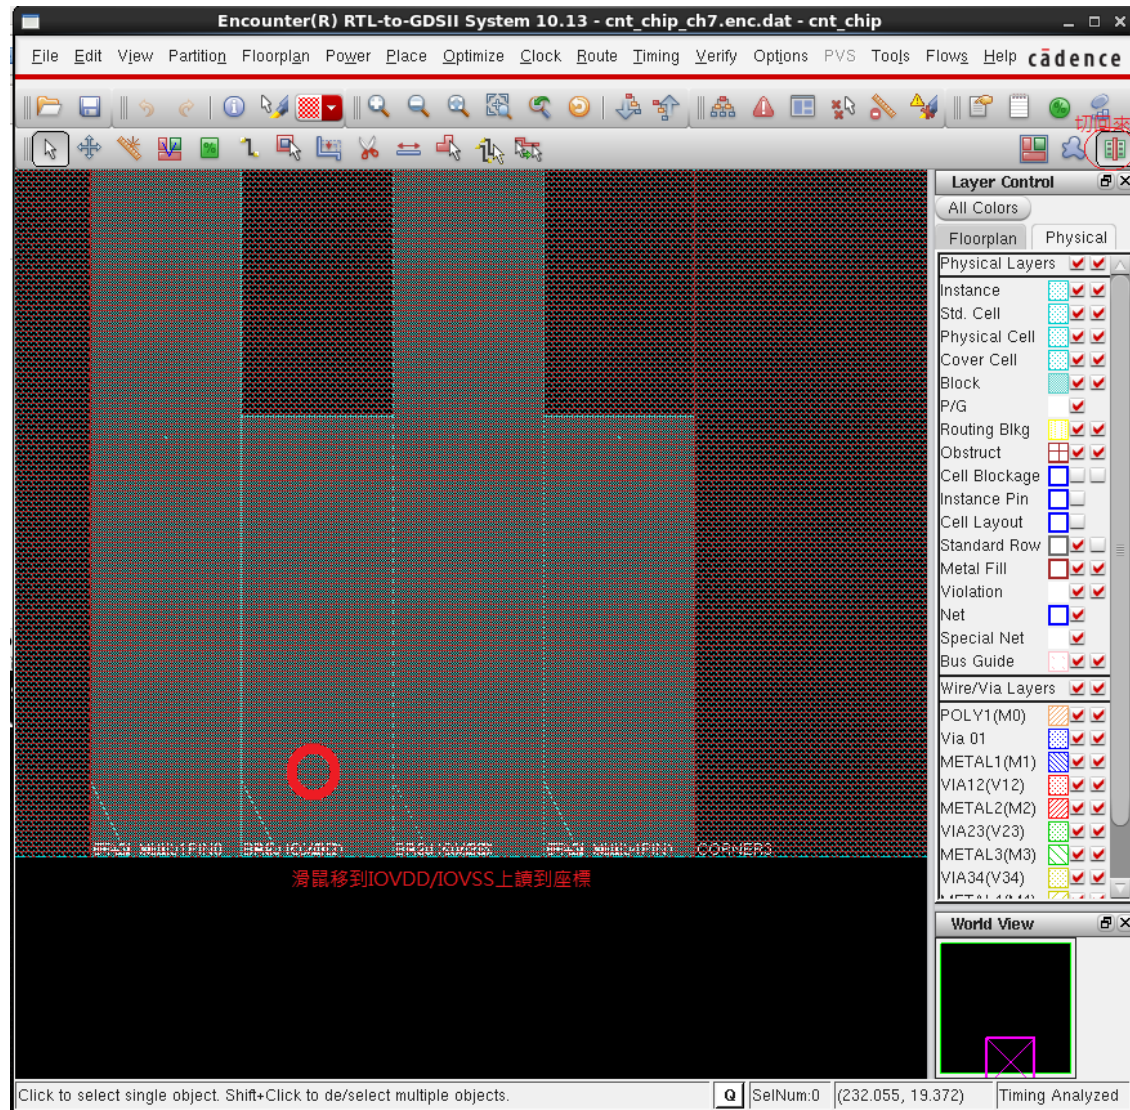 Encounter(R) RTL-to-GDSII System 10.13 - cnt_chip_ch7.enc.dat - cnt_chip
File Edit View Partition Floorplan Power Place Optimize Clock Route Timing Verify Options PVS Tools Flows Help cādence
切回來
Layer Control
All Colors
Floorplan Physical
Physical Layers
Instance
Std. Cell
Physical Cell
Cover Cell
Block
P/G
Routing Blkg
Obstruct
Cell Blockage
Instance Pin
Cell Layout
Standard Row
Metal Fill
Violation
Net
Special Net
Bus Guide
Wire/Via Layers
POLY1(M0)
Via 01
METAL1(M1)
VIA12(V12)
METAL2(M2)
VIA23(V23)
METAL3(M3)
VIA34(V34)
CORNER3
滑鼠移到IOVDD/IOVSS上讀到座標
World View
Click to select single object. Shift+Click to de/select multiple objects.
Q SelNum:0 (232.055, 19.372) Timing Analyzed